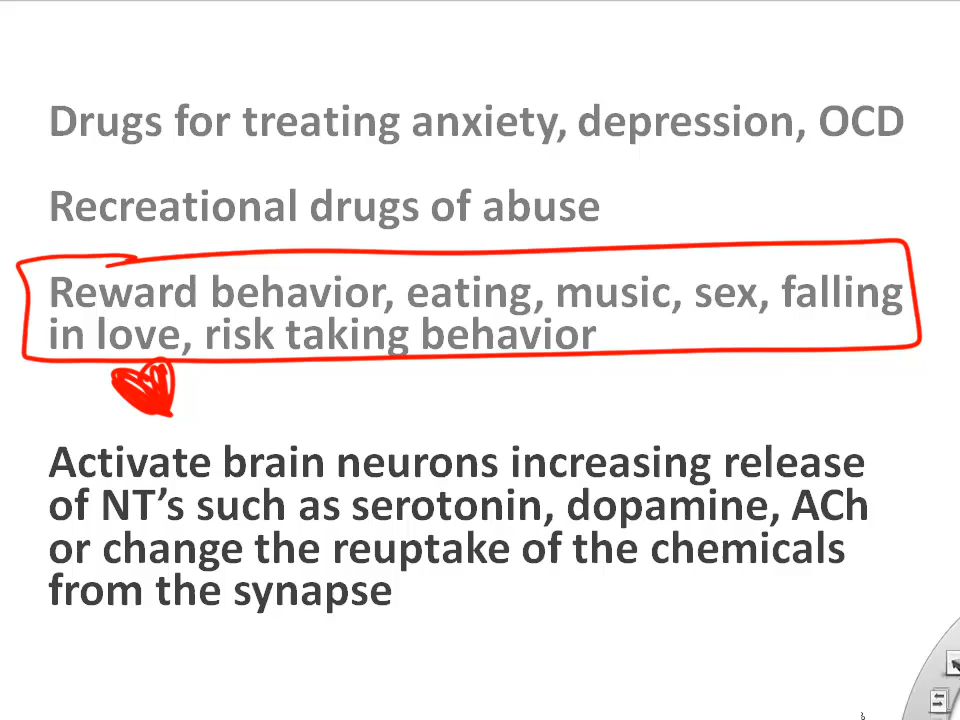 Drugs for treating anxiety, depression, OCD
Recreational drugs of abuse
Reward behavior, eating, music, sex, falling
in love, risk taking behavior
Activate brain neurons increasing release
of NT’s such as serotonin, dopamine, ACh
or change the reuptake of the chemicals
from the synapse